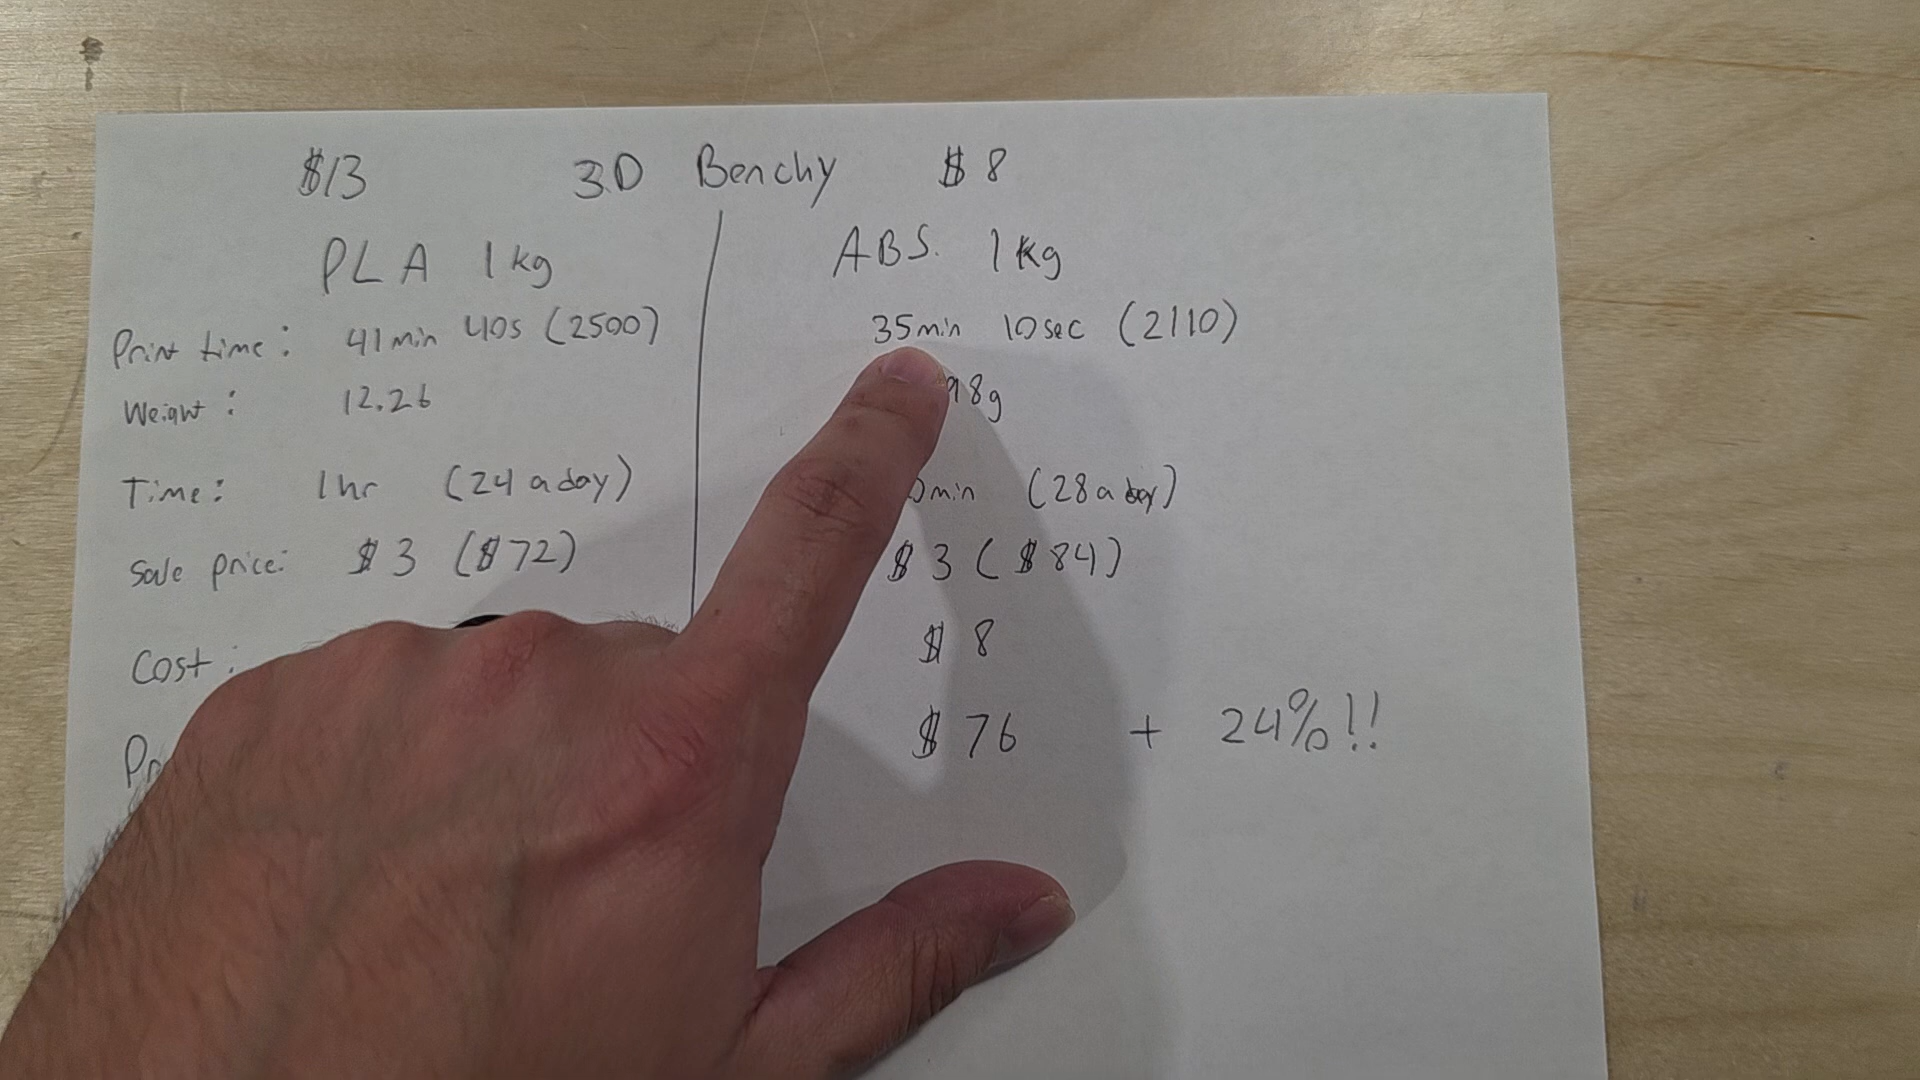 $13 3D Benchy $8
PLA 1kg ABS. 1kg
Print time: 41min 40s (2500) 35min 10sec (2110)
Weight: 12.26 98g
Time: 1hr (24 a day) min (28 a day)
Sale price: $3 ($72) $3 ($84)
Cost: $8
$76 + 24%!!